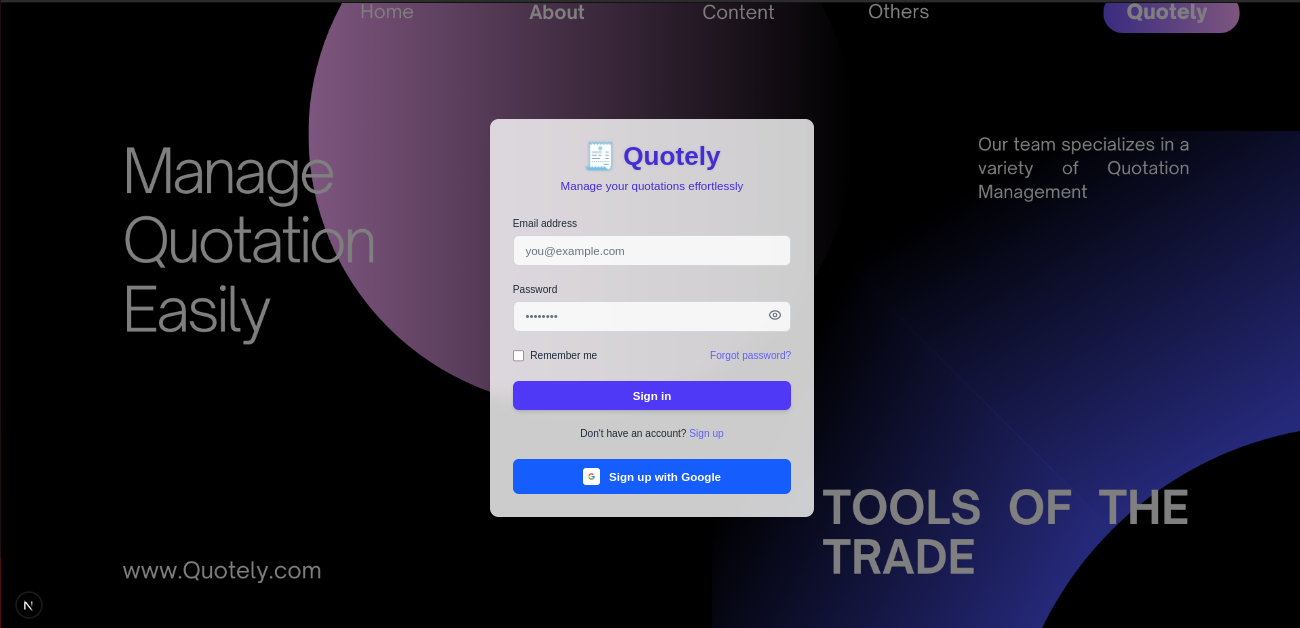 Home About Content Others Quotely
Manage
Quotation
Easily
Our team specializes in a
variety of Quotation
Management
Quotely
Manage your quotations effortlessly
Email address
you@example.com
Password
••••••••
Remember me Forgot password?
Sign in
Don't have an account? Sign up
G Sign up with Google
TOOLS OF THE
TRADE
www.Quotely.com
N